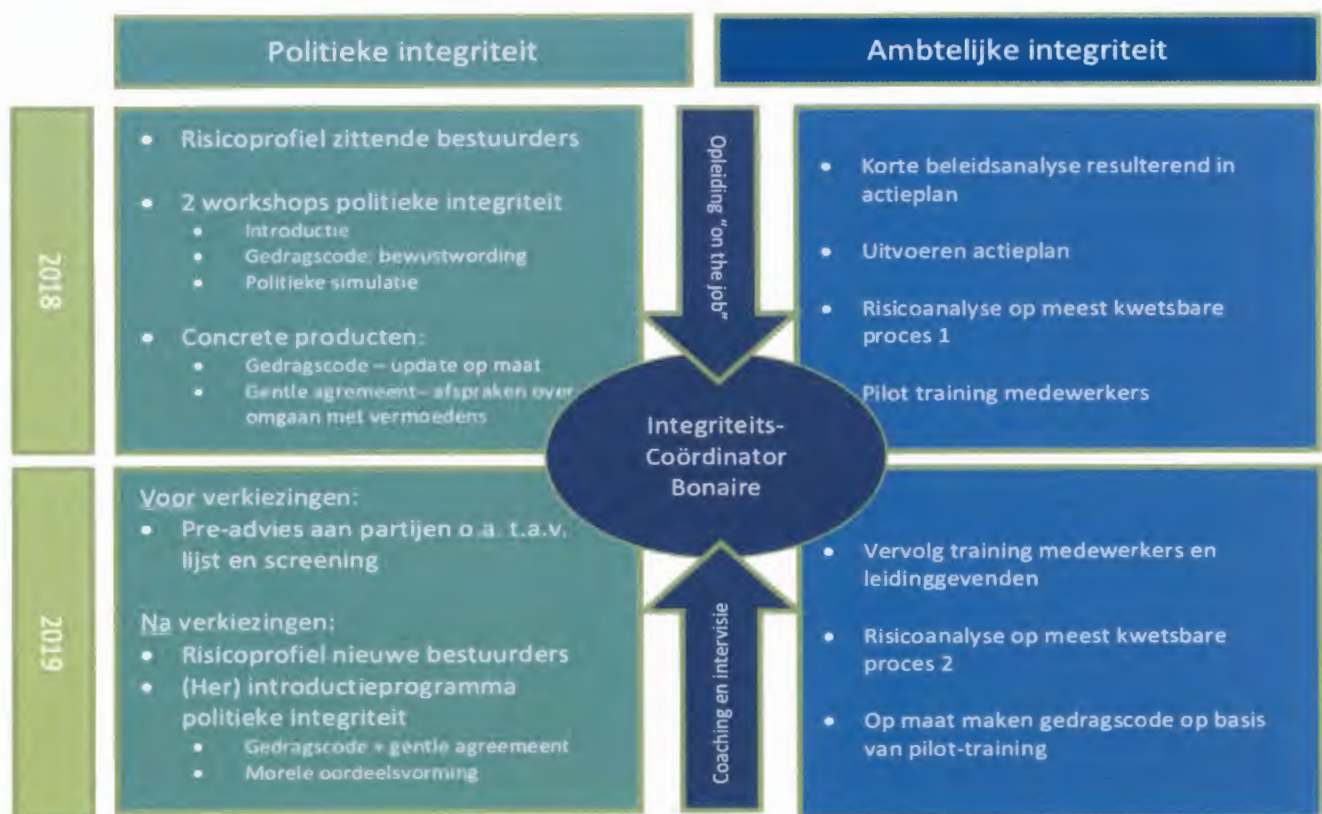 Politieke integriteit
Ambtelijke integriteit
2018
• Risicoprofiel zittende bestuurders
• 2 workshops politieke integriteit
• Introductie
• Gedragscode, bewustwording
• Politieke simulatie
• Concrete producten:
• Gedragscode – update op maat
• Gentle agreement – afspraken over
omgaan met vermoedens
Opleiding "on the job"
• Korte beleidsanalyse resulterend in
actieplan
• Uitvoeren actieplan
• Risicoanalyse op meest kwetsbare
proces 1
Pilot training medewerkers
Integriteits-
Coördinator
Bonaire
2019
Voor verkiezingen:
• Pre-advies aan partijen o.a. t.a.v.
lijst en screening
Na verkiezingen:
• Risicoprofiel nieuwe bestuurders
• (Her) introductieprogramma
politieke integriteit
• Gedragscode + gentle agreemeent
• Morele oordeelsvorming
Coaching en intervisie
• Vervolg training medewerkers en
leidinggevenden
• Risicoanalyse op meest kwetsbare
proces 2
• Op maat maken gedragscode op basis
van pilot-training